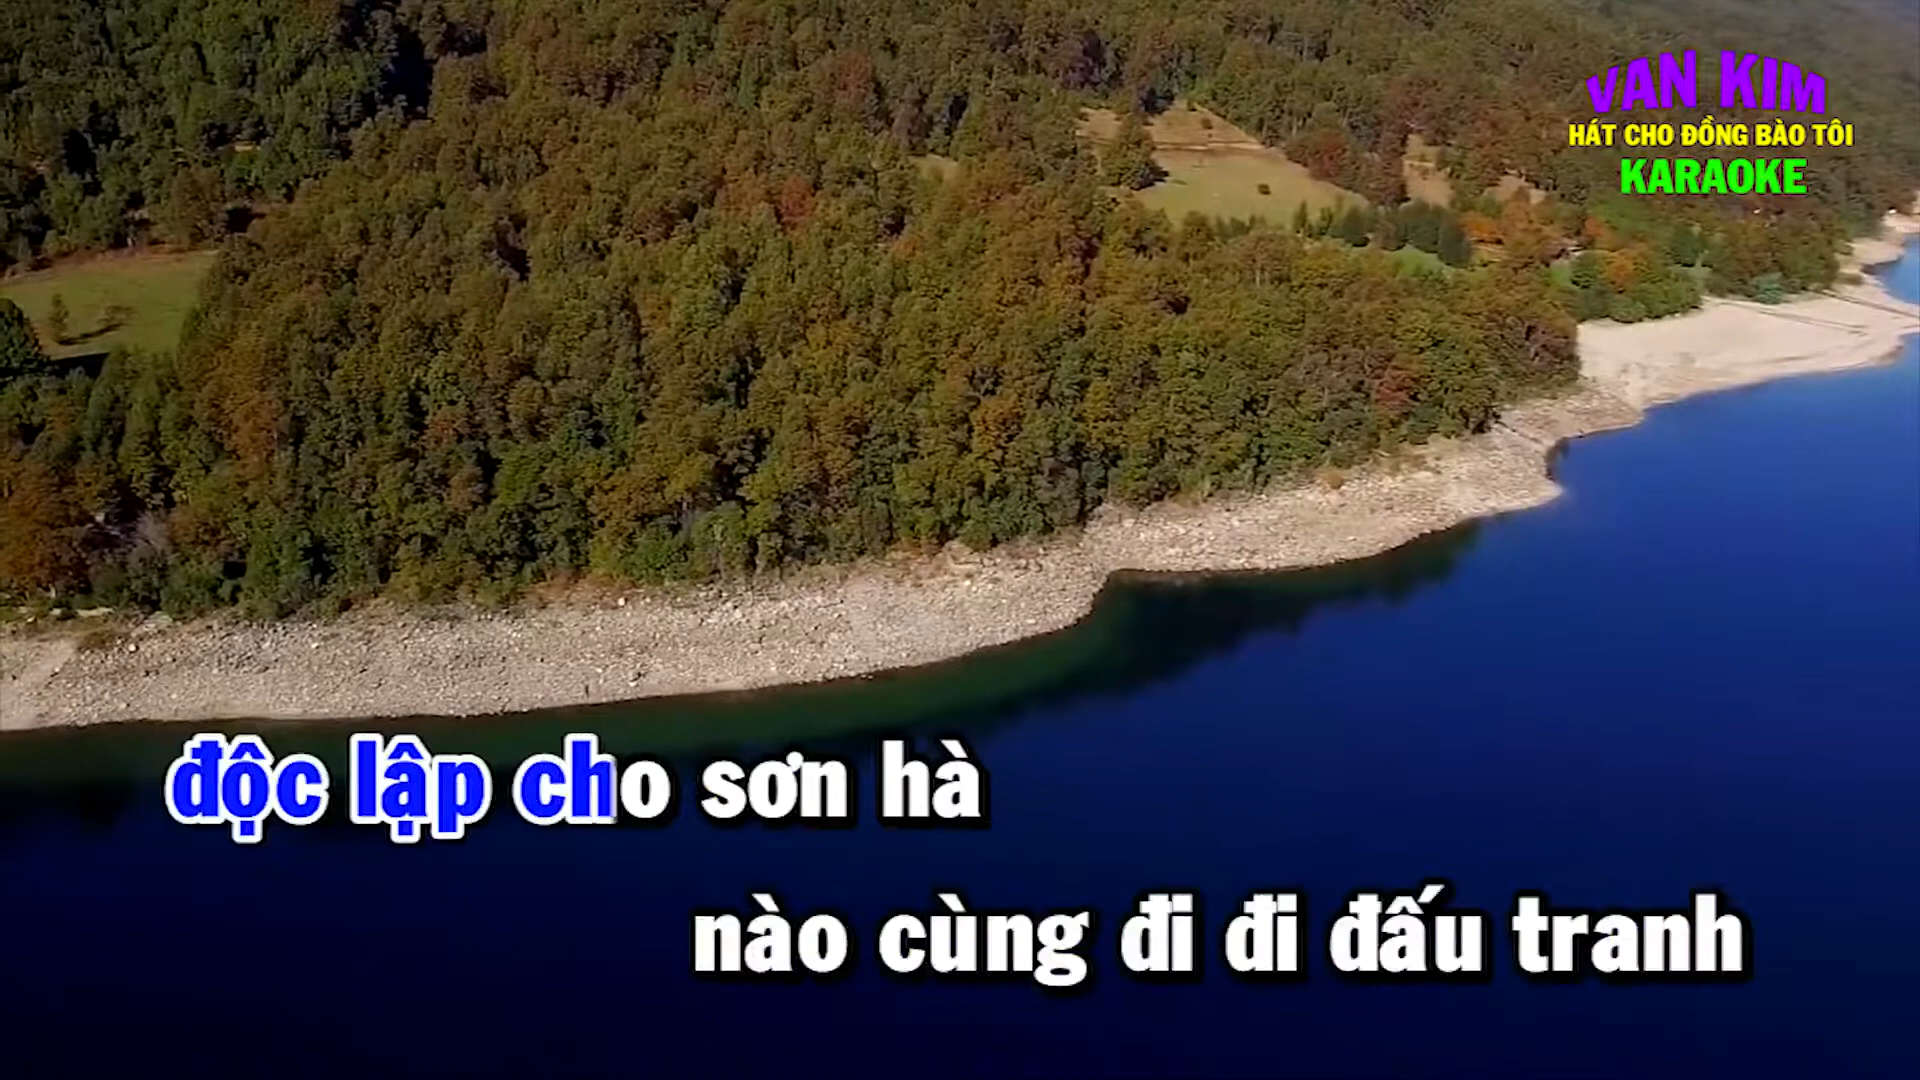 VAN KIM
HÁT CHO ĐỒNG BÀO TÔI
KARAOKE
độc lập cho sơn hà
nào cùng đi đi đấu tranh